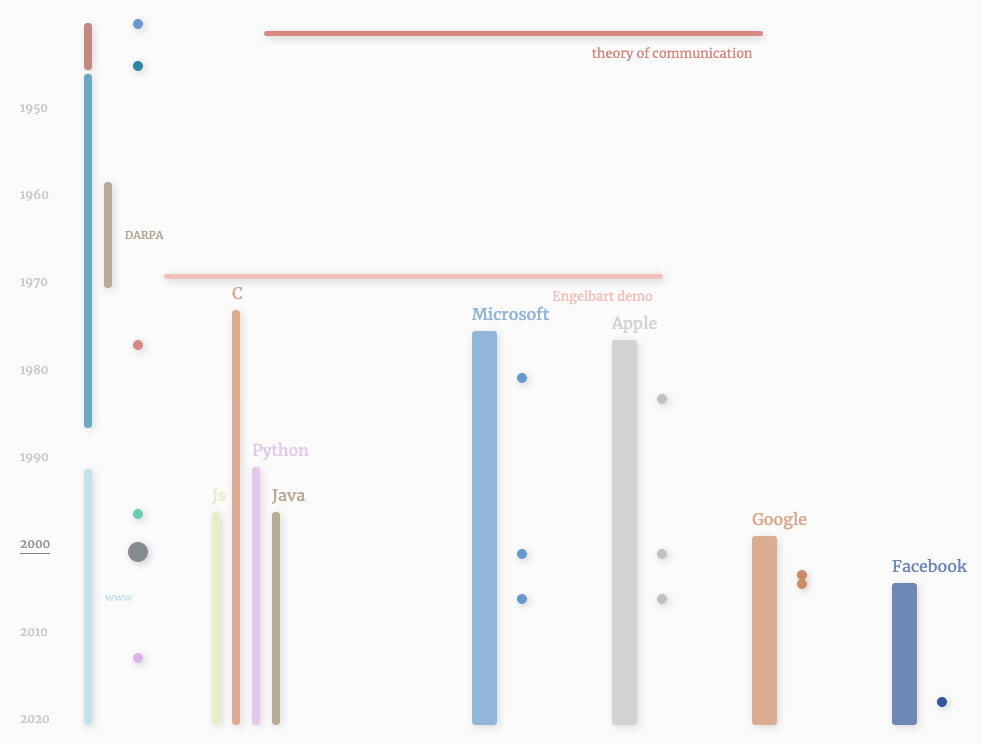 theory of communication
1950
1960
DARPA
1970
C
Engelbart demo
Microsoft
Apple
1980
Python
1990
Js
Java
Google
2000
Facebook
www
2010
2020